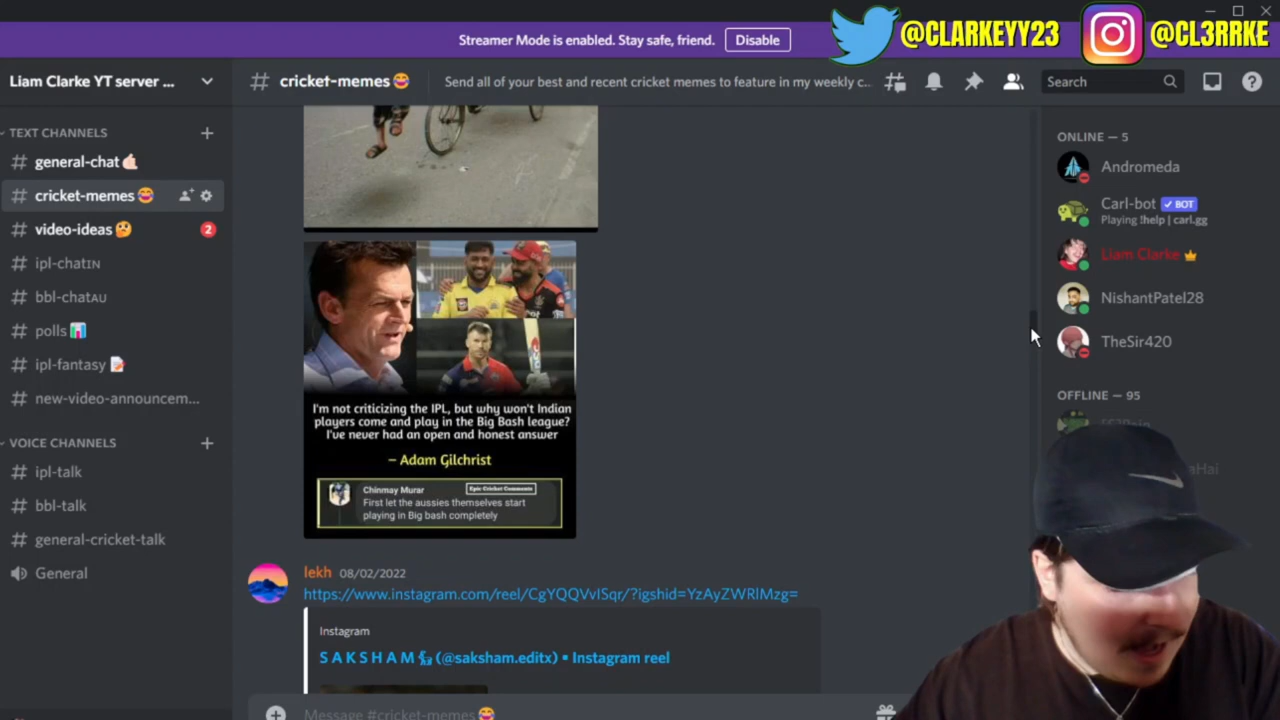 @CLARKEYY23
@CL3RRKE
Streamer Mode is enabled. Stay safe, friend.
Disable
Liam Clarke YT server ...
cricket-memes😂
Send all of your best and recent cricket memes to feature in my weekly c...
Search
TEXT CHANNELS
general-chat🤙🏻
cricket-memes😂
video-ideas🤔
2
ipl-chatIN
bbl-chatAU
polls📊
ipl-fantasy📝
new-video-announcem...
VOICE CHANNELS
ipl-talk
bbl-talk
general-cricket-talk
General
I'm not criticizing the IPL, but why won't Indian
players come and play in the Big Bash league?
I've never had an open and honest answer
– Adam Gilchrist
Chinmay Murar
Epic Cricket Comments
First let the aussies themselves start
playing in Big bash completely
lekh 08/02/2022
https://www.instagram.com/reel/CgYQQVvISqr/?igshid=YzAyZWRlMzg=
Instagram
S A K S H A M (@saksham.editx) • Instagram reel
Message #cricket-memes😂
ONLINE — 5
Andromeda
Carl-bot ✓ BOT
Playing !help | carl.gg
Liam Clarke
NishantPatel28
TheSir420
OFFLINE — 95